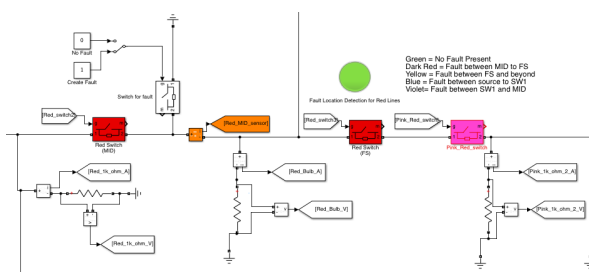 0
No Fault
1
Create Fault
Switch for fault
Green = No Fault Present
Dark Red = Fault between MID to FS
Yellow = Fault between FS and beyond
Blue = Fault between source to SW1
Violet= Fault between SW1 and MID
Fault Location Detection for Red Lines
[Red_switch2]
Red Switch
(MID)
[Red_MID_sensor]
[Red_switch3]
Red Switch
(FS)
[Pink_Red_switch]
Pink_Red_switch
[Red_1k_ohm_A]
[Red_1k_ohm_V]
[Red_Bulb_A]
[Red_Bulb_V]
[Pink_1k_ohm_2_A]
[Pink_1k_ohm_2_V]